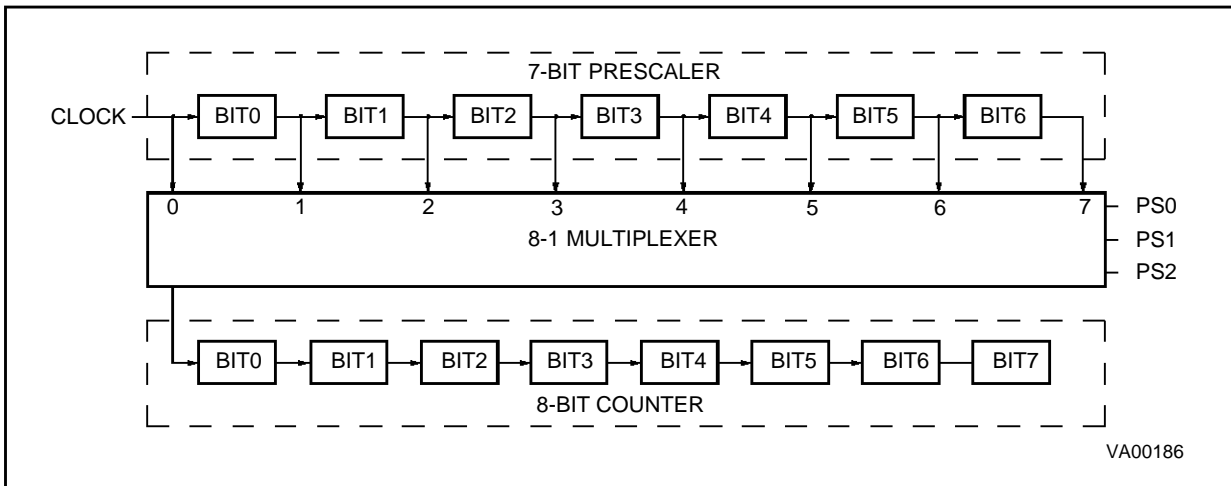 7-BIT PRESCALER
CLOCK BIT0 BIT1 BIT2 BIT3 BIT4 BIT5 BIT6
0 1 2 3 4 5 6 7 PS0
8-1 MULTIPLEXER PS1
PS2
BIT0 BIT1 BIT2 BIT3 BIT4 BIT5 BIT6 BIT7
8-BIT COUNTER
VA00186